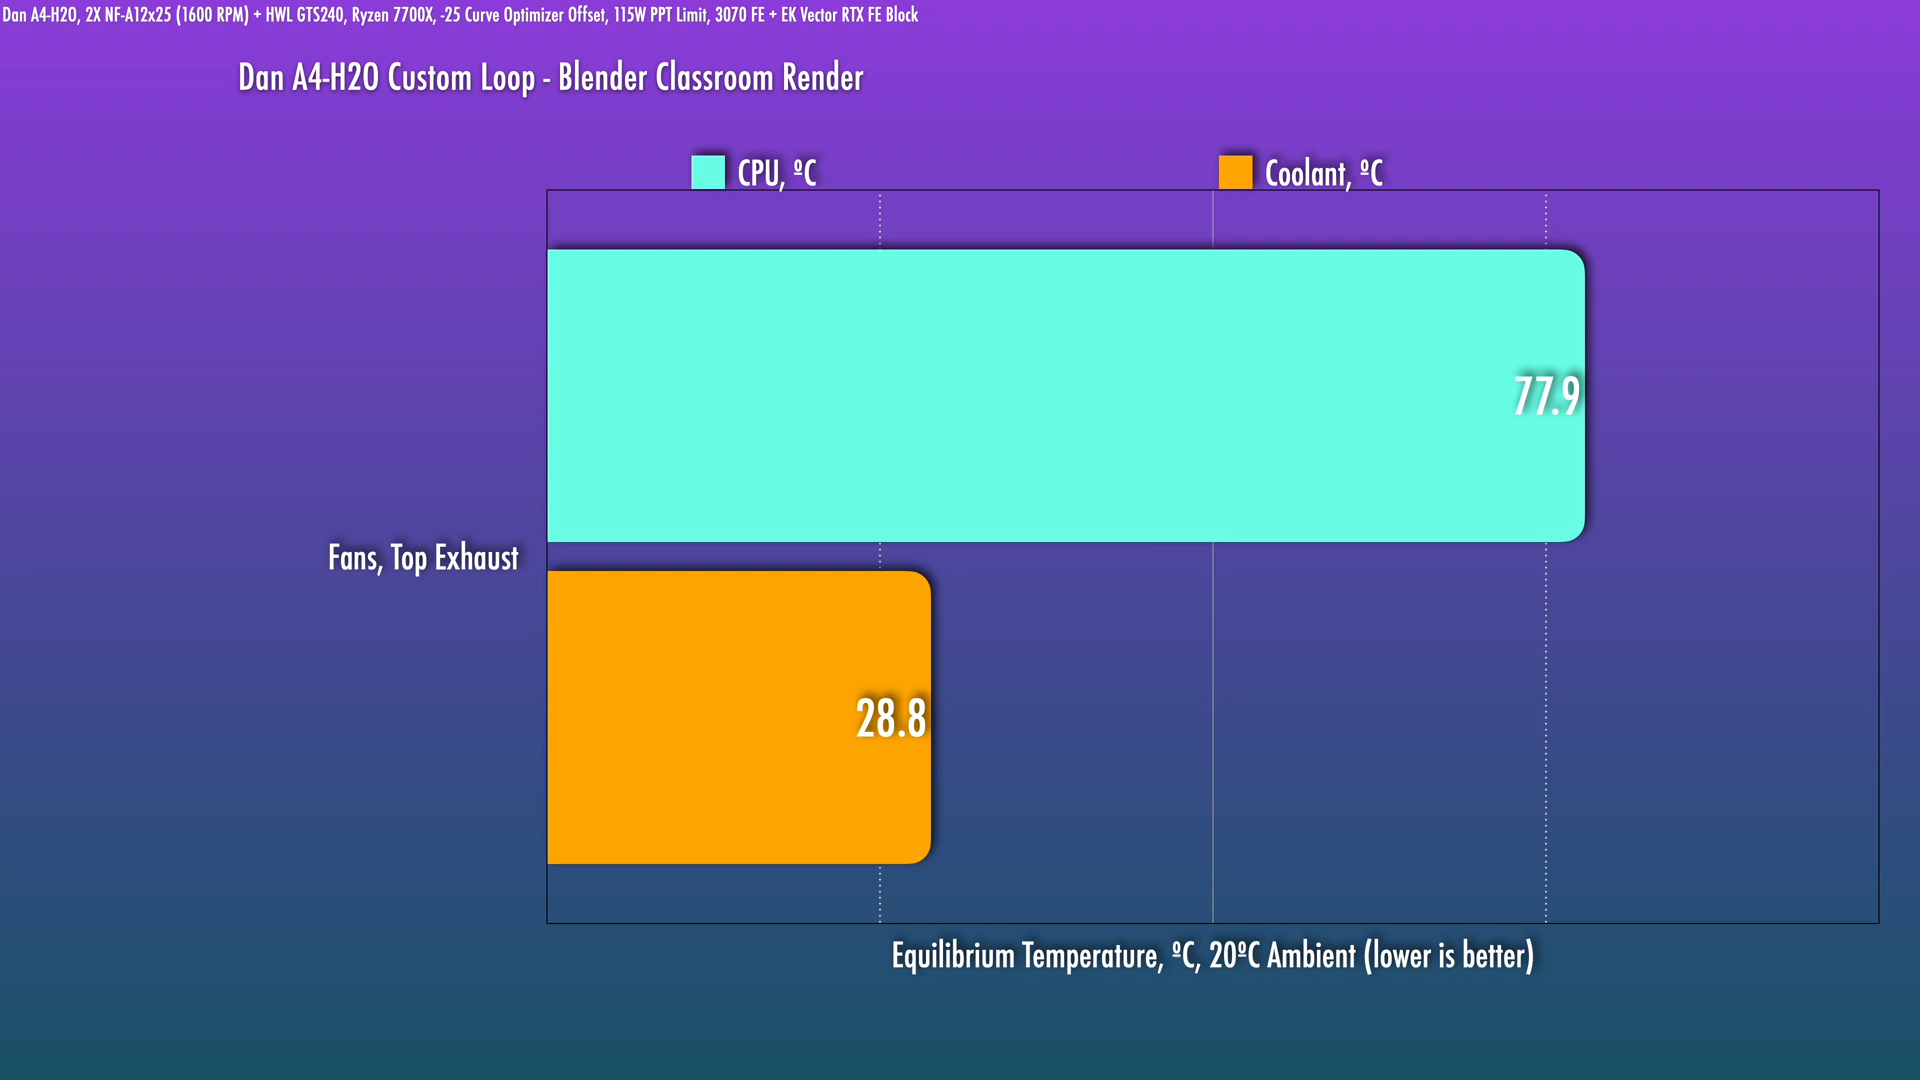 Dan A4-H2O, 2X NF-A12x25 (1600 RPM) + HWL GTS240, Ryzen 7700X, -25 Curve Optimizer Offset, 115W PPT Limit, 3070 FE + EK Vector RTX FE Block
Dan A4-H2O Custom Loop - Blender Classroom Render
CPU, ºC
Coolant, ºC
77.9
Fans, Top Exhaust
28.8
Equilibrium Temperature, ºC, 20ºC Ambient (lower is better)